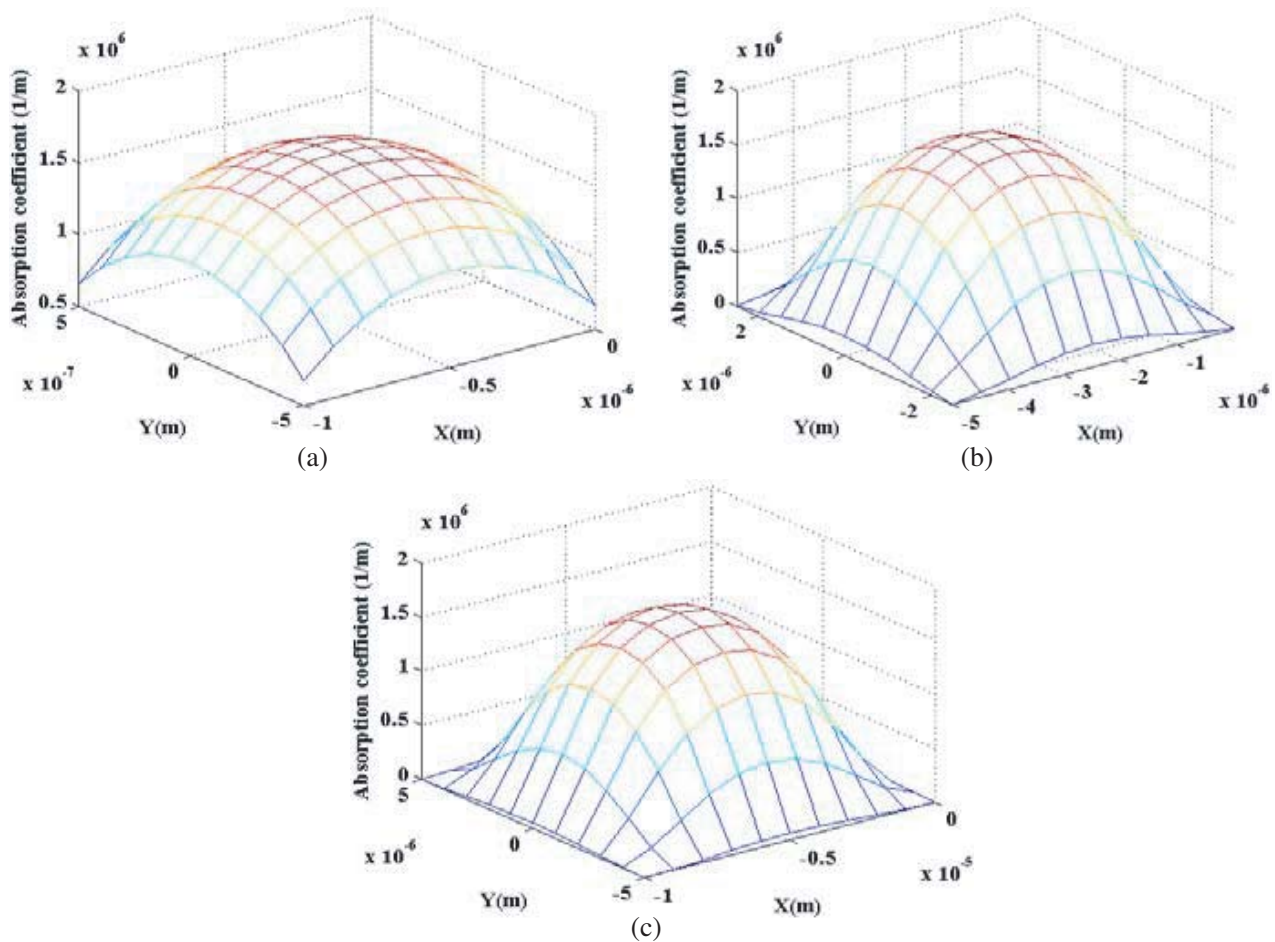 x 10^6
Absorption coefficient (1/m)
2
1.5
1
0.5
5
0
-5
x 10^-7
Y(m)
-1
-0.5
0
x 10^-6
X(m)
(a)
x 10^6
Absorption coefficient (1/m)
2
1.5
1
0.5
0
2
0
-2
x 10^-6
Y(m)
-5
-4
-3
-2
-1
x 10^-6
X(m)
(b)
x 10^6
Absorption coefficient (1/m)
2
1.5
1
0.5
0
5
0
-5
x 10^-6
Y(m)
-1
-0.5
0
x 10^-5
X(m)
(c)